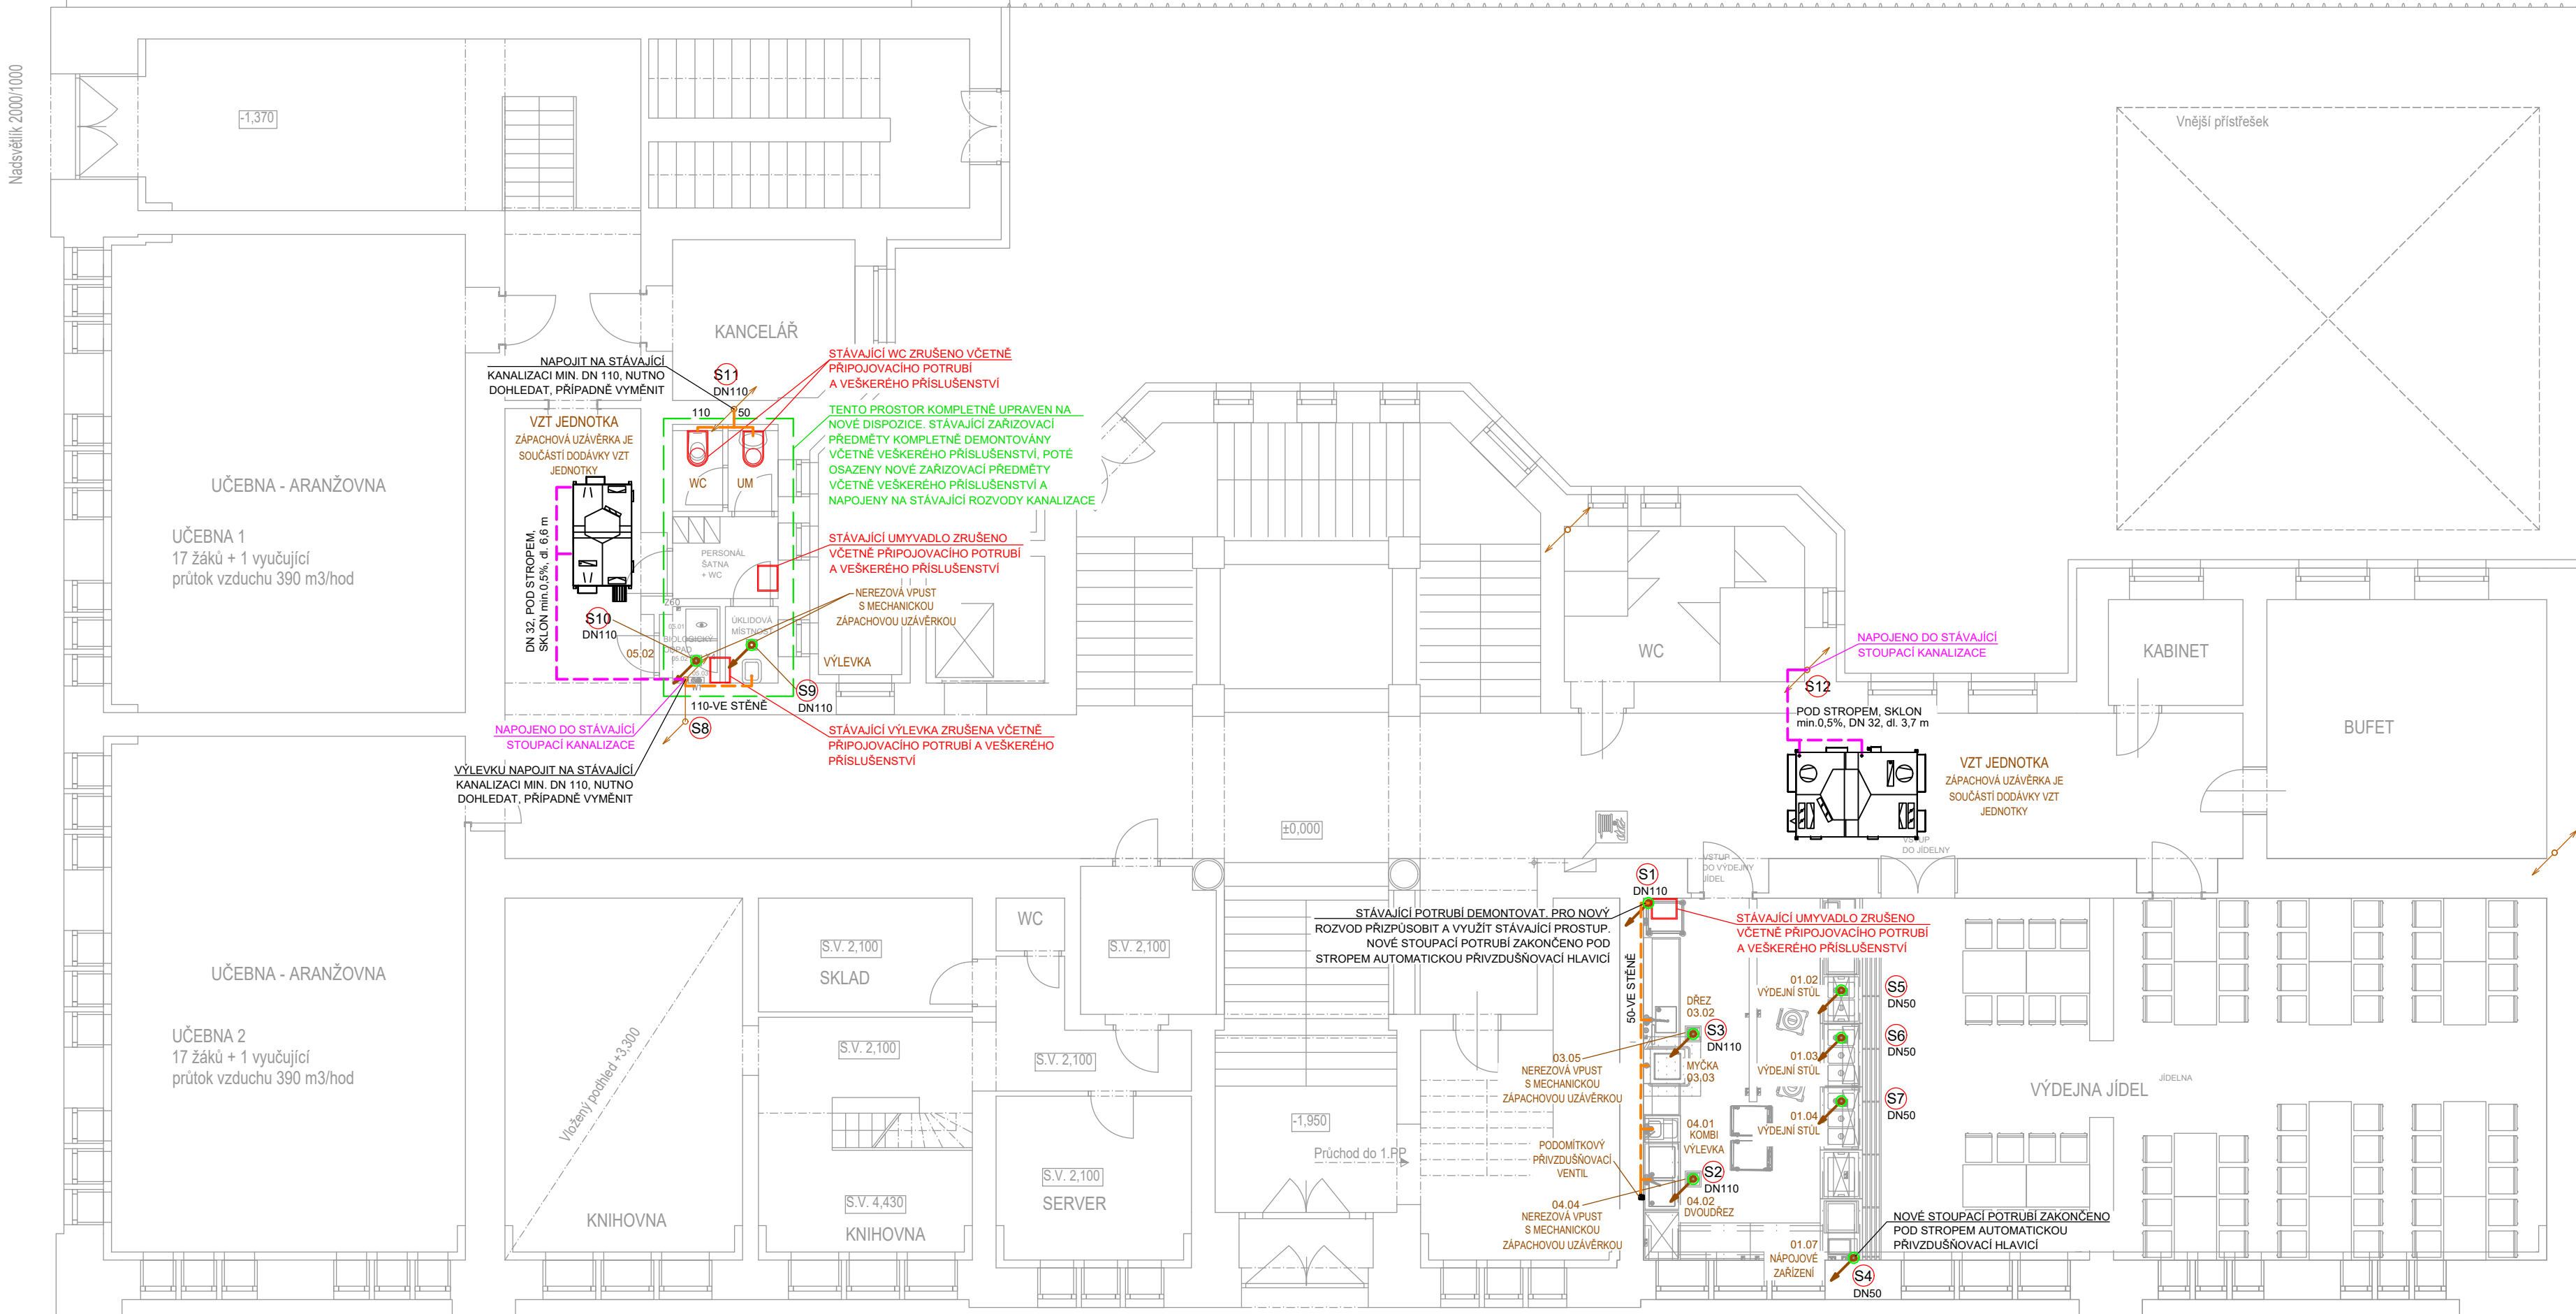 Nadsvětlík 2000/1000
-1,370
Vnější přístřešek
KANCELÁŘ
NAPOJIT NA STÁVAJÍCÍ
KANALIZACI MIN. DN 110, NUTNO
DOHLEDAT, PŘÍPADNĚ VYMĚNIT
S11
DN110
110
50
STÁVAJÍCÍ WC ZRUŠENO VČETNĚ
PŘIPOJOVACÍHO POTRUBÍ
A VEŠKERÉHO PŘÍSLUŠENSTVÍ
TENTO PROSTOR KOMPLETNĚ UPRAVEN NA
NOVÉ DISPOZICE. STÁVAJÍCÍ ZAŘIZOVACÍ
PŘEDMĚTY KOMPLETNĚ DEMONTOVÁNY
VČETNĚ VEŠKERÉHO PŘÍSLUŠENSTVÍ, POTÉ
OSAZENY NOVÉ ZAŘIZOVACÍ PŘEDMĚTY
VČETNĚ VEŠKERÉHO PŘÍSLUŠENSTVÍ A
NAPOJENY NA STÁVAJÍCÍ ROZVODY KANALIZACE
VZT JEDNOTKA
ZÁPACHOVÁ UZÁVĚRKA JE
SOUČÁSTÍ DODÁVKY VZT
JEDNOTKY
WC
UM
UČEBNA - ARANŽOVNA
UČEBNA 1
17 žáků + 1 vyučující
průtok vzduchu 390 m3/hod
DN 32, POD STROPEM,
SKLON min.0,5%, dl. 6,6 m
PERSONÁL
ŠATNA
+ WC
STÁVAJÍCÍ UMYVADLO ZRUŠENO
VČETNĚ PŘIPOJOVACÍHO POTRUBÍ
A VEŠKERÉHO PŘÍSLUŠENSTVÍ
NEREZOVÁ VPUST
S MECHANICKOU
ZÁPACHOVOU UZÁVĚRKOU
S10
DN110
ÚKLIDOVÁ
MÍSTNOST
BIOLOGICKÝ
05.02
VÝLEVKA
S9
DN110
110-VE STĚNĚ
S8
NAPOJENO DO STÁVAJÍCÍ
STOUPACÍ KANALIZACE
STÁVAJÍCÍ VÝLEVKA ZRUŠENA VČETNĚ
PŘIPOJOVACÍHO POTRUBÍ A VEŠKERÉHO
PŘÍSLUŠENSTVÍ
VÝLEVKU NAPOJIT NA STÁVAJÍCÍ
KANALIZACI MIN. DN 110, NUTNO
DOHLEDAT, PŘÍPADNĚ VYMĚNIT
WC
NAPOJENO DO STÁVAJÍCÍ
STOUPACÍ KANALIZACE
S12
POD STROPEM, SKLON
min.0,5%, DN 32, dl. 3,7 m
KABINET
BUFET
VZT JEDNOTKA
ZÁPACHOVÁ UZÁVĚRKA JE
SOUČÁSTÍ DODÁVKY VZT
JEDNOTKY
±0,000
VSTUP
DO VÝDEJNY
JÍDEL
VSTUP
DO JÍDELNY
UČEBNA - ARANŽOVNA
UČEBNA 2
17 žáků + 1 vyučující
průtok vzduchu 390 m3/hod
Vložený podhled +3,300
KNIHOVNA
S.V. 2,100
SKLAD
WC
S.V. 2,100
S.V. 2,100
S.V. 2,100
S.V. 4,430
KNIHOVNA
S.V. 2,100
SERVER
-1,950
Průchod do 1.PP
S1
DN110
STÁVAJÍCÍ POTRUBÍ DEMONTOVAT. PRO NOVÝ
ROZVOD PŘIZPŮSOBIT A VYUŽÍT STÁVAJÍCÍ PROSTUP.
NOVÉ STOUPACÍ POTRUBÍ ZAKONČENO POD
STROPEM AUTOMATICKOU PŘIVZDUŠŇOVACÍ HLAVICÍ
STÁVAJÍCÍ UMYVADLO ZRUŠENO
VČETNĚ PŘIPOJOVACÍHO POTRUBÍ
A VEŠKERÉHO PŘÍSLUŠENSTVÍ
50-VE STĚNĚ
DŘEZ
03.02
S3
DN110
MYČKA
03.03
03.05
NEREZOVÁ VPUST
S MECHANICKOU
ZÁPACHOVOU UZÁVĚRKOU
01.02
VÝDEJNÍ STŮL
S5
DN50
01.03
VÝDEJNÍ STŮL
S6
DN50
01.04
VÝDEJNÍ STŮL
S7
DN50
VÝDEJNA JÍDEL
JÍDELNA
04.01
KOMBI
VÝLEVKA
PODOMÍTKOVÝ
PŘIVZDUŠŇOVACÍ
VENTIL
S2
DN110
04.02
DVOUDŘEZ
04.04
NEREZOVÁ VPUST
S MECHANICKOU
ZÁPACHOVOU UZÁVĚRKOU
01.07
NÁPOJOVÉ
ZAŘÍZENÍ
NOVÉ STOUPACÍ POTRUBÍ ZAKONČENO
POD STROPEM AUTOMATICKOU
PŘIVZDUŠŇOVACÍ HLAVICÍ
S4
DN50